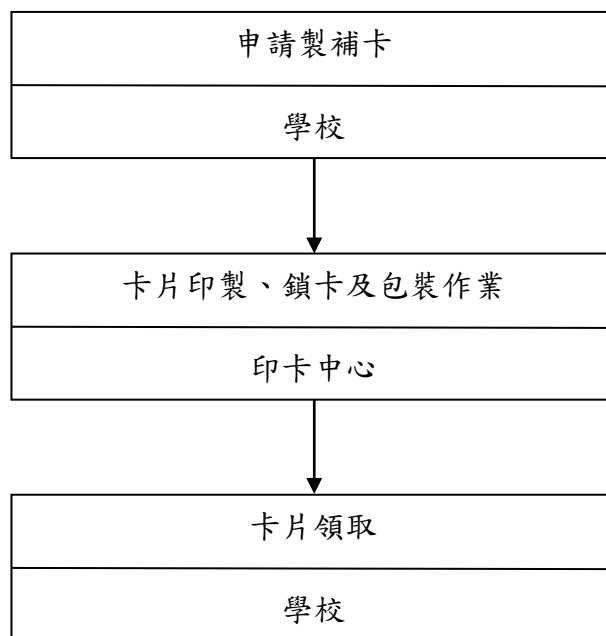 申請製補卡
學校
卡片印製、鎖卡及包裝作業
印卡中心
卡片領取
學校